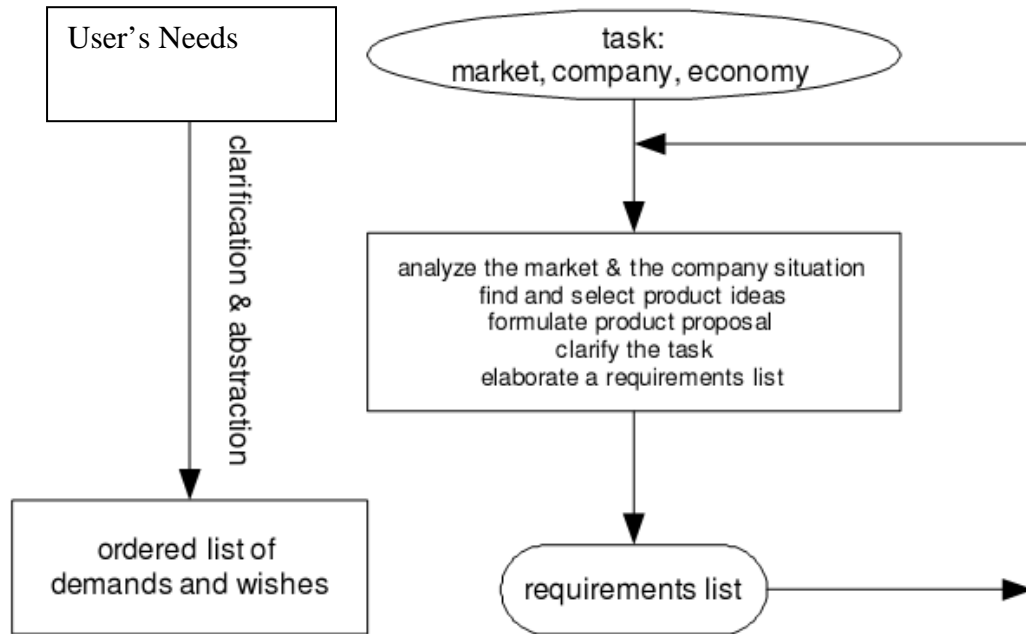 User’s Needs
clarification & abstraction
ordered list of
demands and wishes
task:
market, company, economy
analyze the market & the company situation
find and select product ideas
formulate product proposal
clarify the task
elaborate a requirements list
requirements list